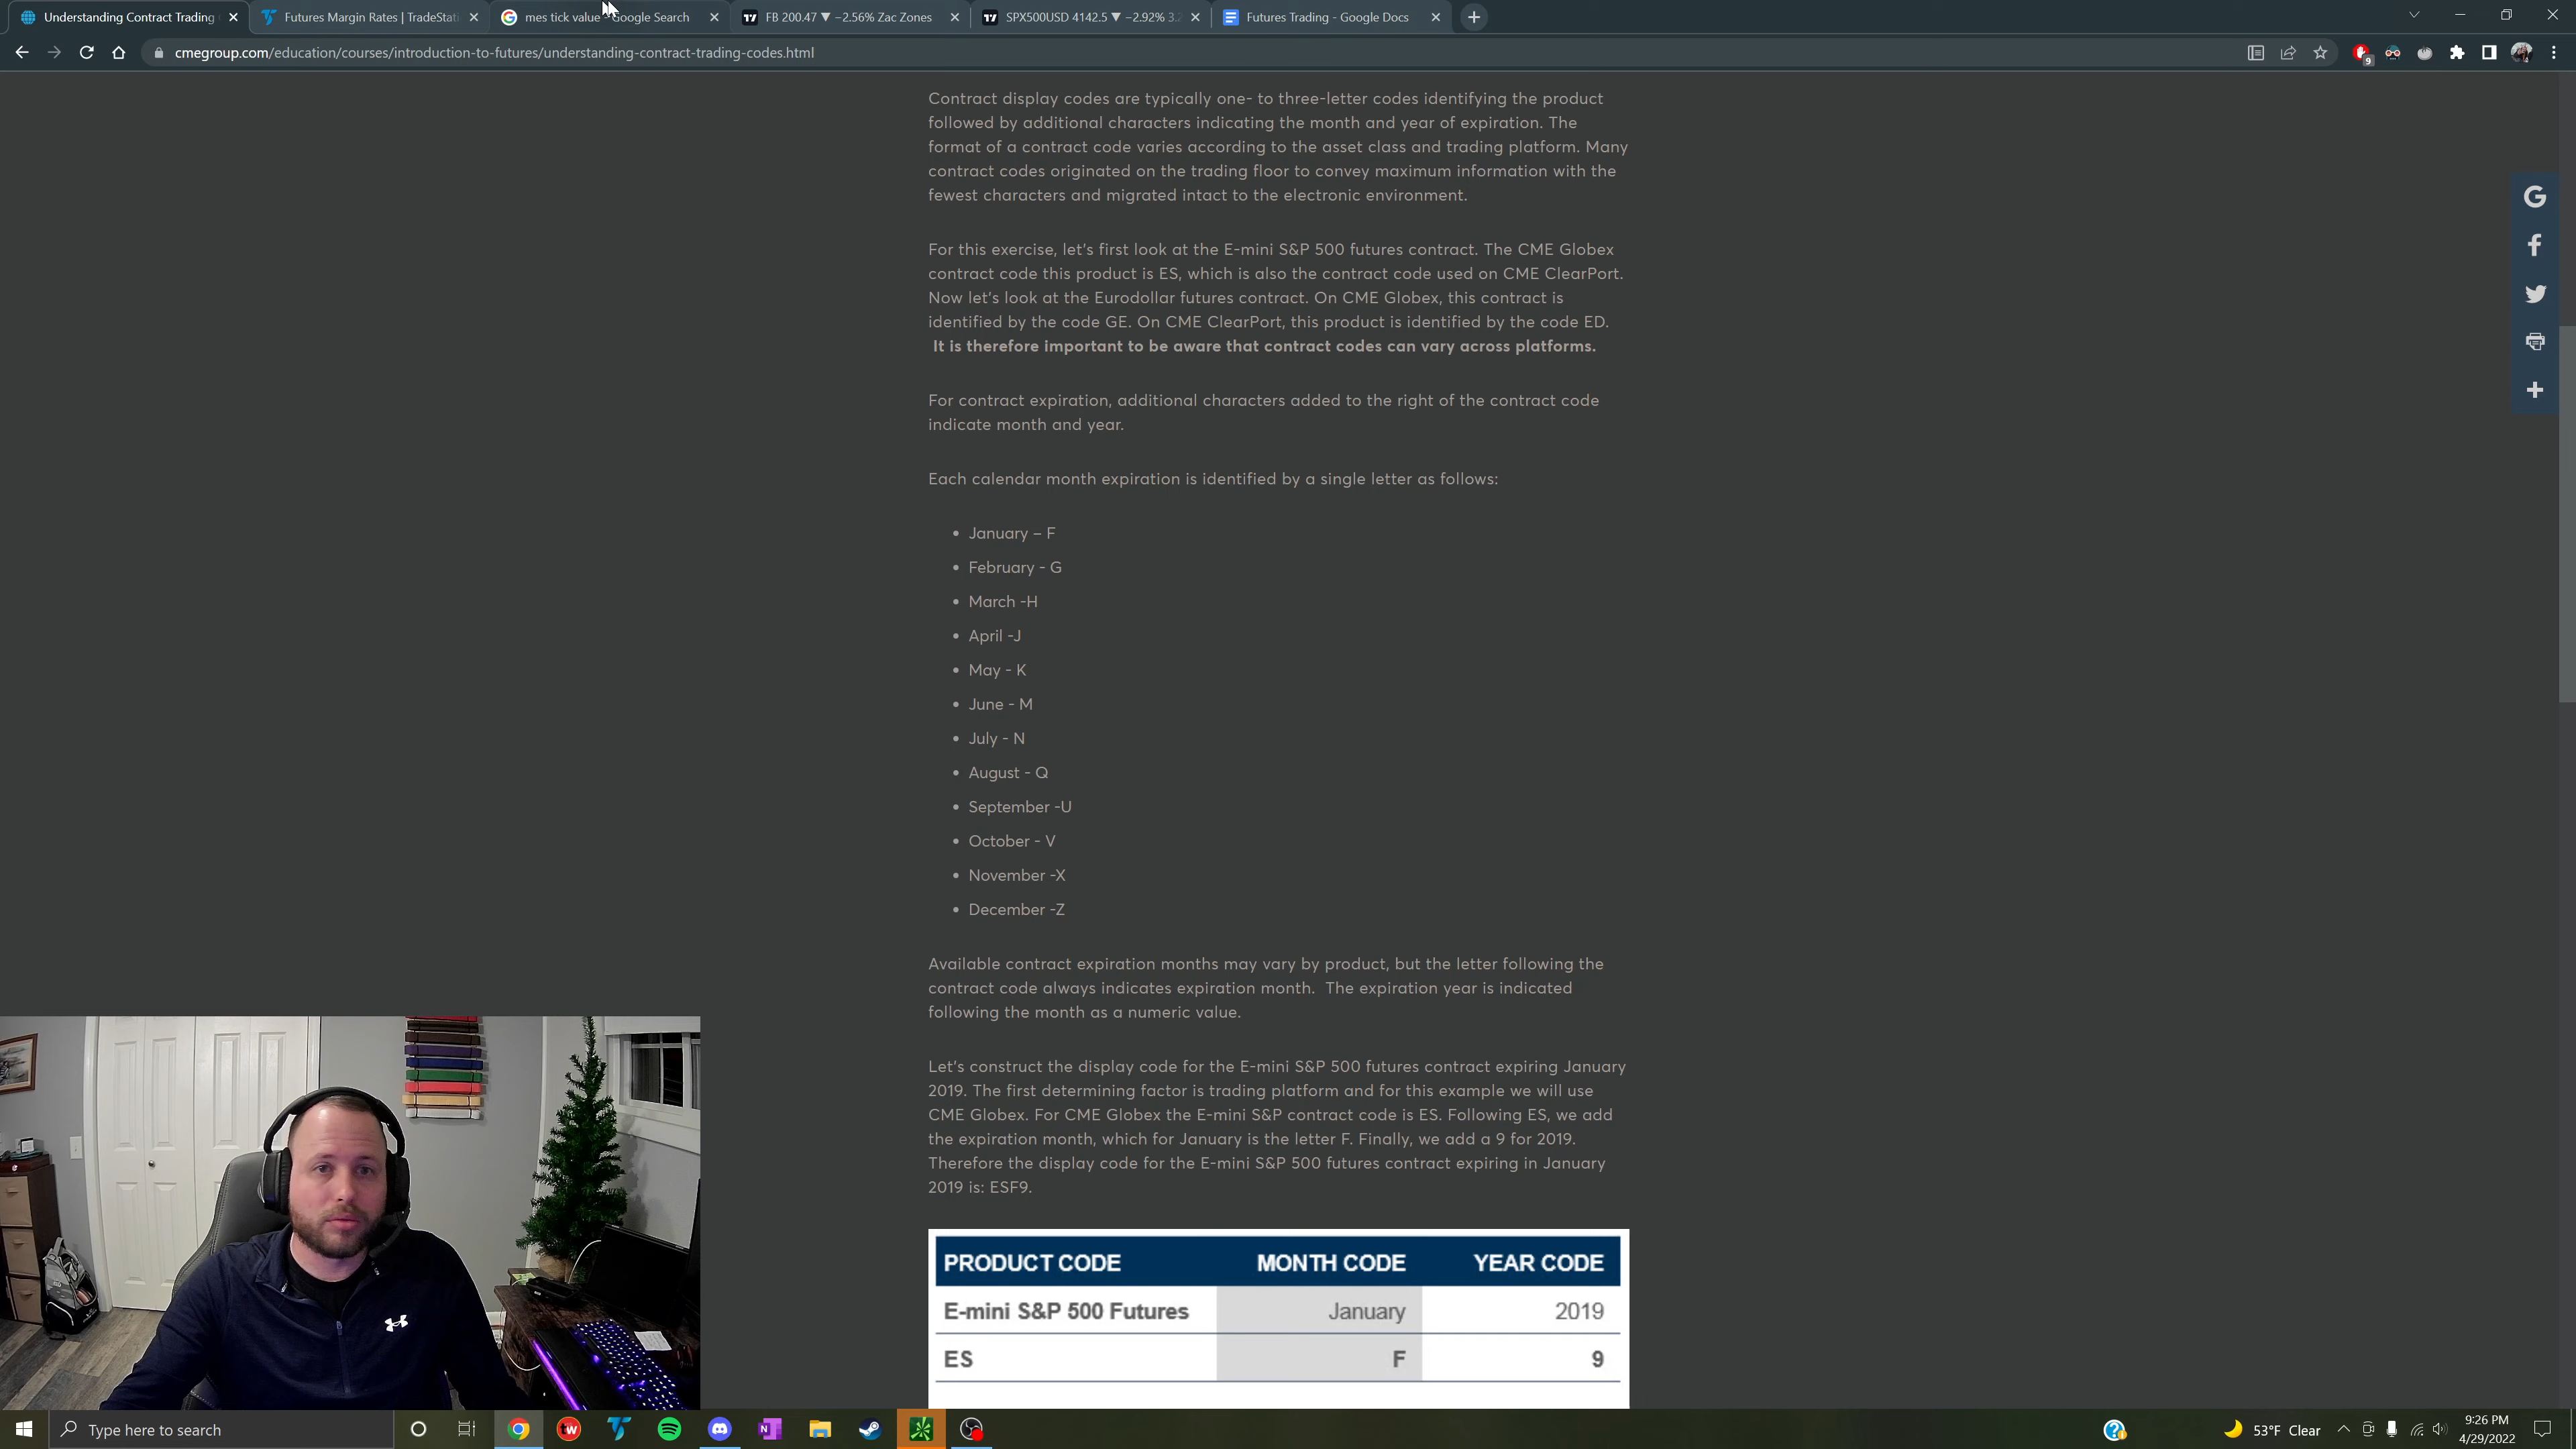 Understanding Contract Trading
Futures Margin Rates | TradeStati
mes tick value - Google Search
FB 200.47 ▼ −2.56% Zac Zones
SPX500USD 4142.5 ▼ −2.92%
Futures Trading - Google Docs
cmegroup.com/education/courses/introduction-to-futures/understanding-contract-trading-codes.html
9
Contract display codes are typically one- to three-letter codes identifying the product
followed by additional characters indicating the month and year of expiration. The
format of a contract code varies according to the asset class and trading platform. Many
contract codes originated on the trading floor to convey maximum information with the
fewest characters and migrated intact to the electronic environment.
For this exercise, let's first look at the E-mini S&P 500 futures contract. The CME Globex
contract code this product is ES, which is also the contract code used on CME ClearPort.
Now let's look at the Eurodollar futures contract. On CME Globex, this contract is
identified by the code GE. On CME ClearPort, this product is identified by the code ED.
It is therefore important to be aware that contract codes can vary across platforms.
For contract expiration, additional characters added to the right of the contract code
indicate month and year.
Each calendar month expiration is identified by a single letter as follows:
• January – F
• February - G
• March -H
• April -J
• May - K
• June - M
• July - N
• August - Q
• September -U
• October - V
• November -X
• December -Z
Available contract expiration months may vary by product, but the letter following the
contract code always indicates expiration month. The expiration year is indicated
following the month as a numeric value.
Let's construct the display code for the E-mini S&P 500 futures contract expiring January
2019. The first determining factor is trading platform and for this example we will use
CME Globex. For CME Globex the E-mini S&P contract code is ES. Following ES, we add
the expiration month, which for January is the letter F. Finally, we add a 9 for 2019.
Therefore the display code for the E-mini S&P 500 futures contract expiring in January
2019 is: ESF9.
PRODUCT CODE MONTH CODE YEAR CODE
E-mini S&P 500 Futures January 2019
ES F 9
Type here to search
tw
53°F Clear
9:26 PM
4/29/2022